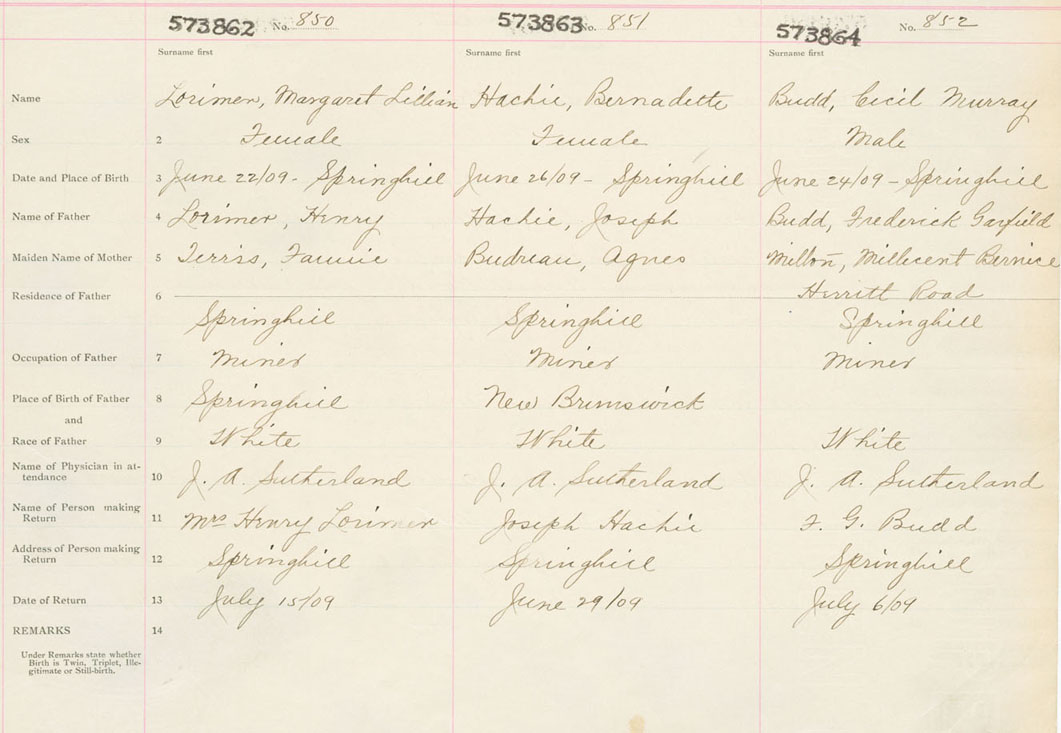 573862 No. 850 573863 No. 851 573864 No. 852
Surname first Surname first Surname first
Name Lorimer, Margaret Lillian Hachie, Bernadette Budd, Cecil Murray
Sex 2 Female Female Male
Date and Place of Birth 3 June 22/09 - Springhill June 26/09 - Springhill June 24/09 - Springhill
Name of Father 4 Lorimer, Henry Hachie, Joseph Budd, Frederick Garfield
Maiden Name of Mother 5 Terriss, Fannie Budreau, Agnes Millicent Bernice
Residence of Father 6 Herritt Road
Springhill Springhill Springhill
Occupation of Father 7 Miner Miner Miner
Place of Birth of Father 8 Springhill New Brunswick
and
Race of Father 9 White White White
Name of Physician in at-
tendance 10 J. A. Sutherland J. A. Sutherland J. A. Sutherland
Name of Person making
Return 11 Mrs Henry Lorimer Joseph Hachie F. G. Budd
Address of Person making
Return 12 Springhill Springhill Springhill
Date of Return 13 July 15/09 June 29/09 July 6/09
REMARKS 14
Under Remarks state whether
Birth is Twin, Triplet, Ille-
gitimate or Still-birth.